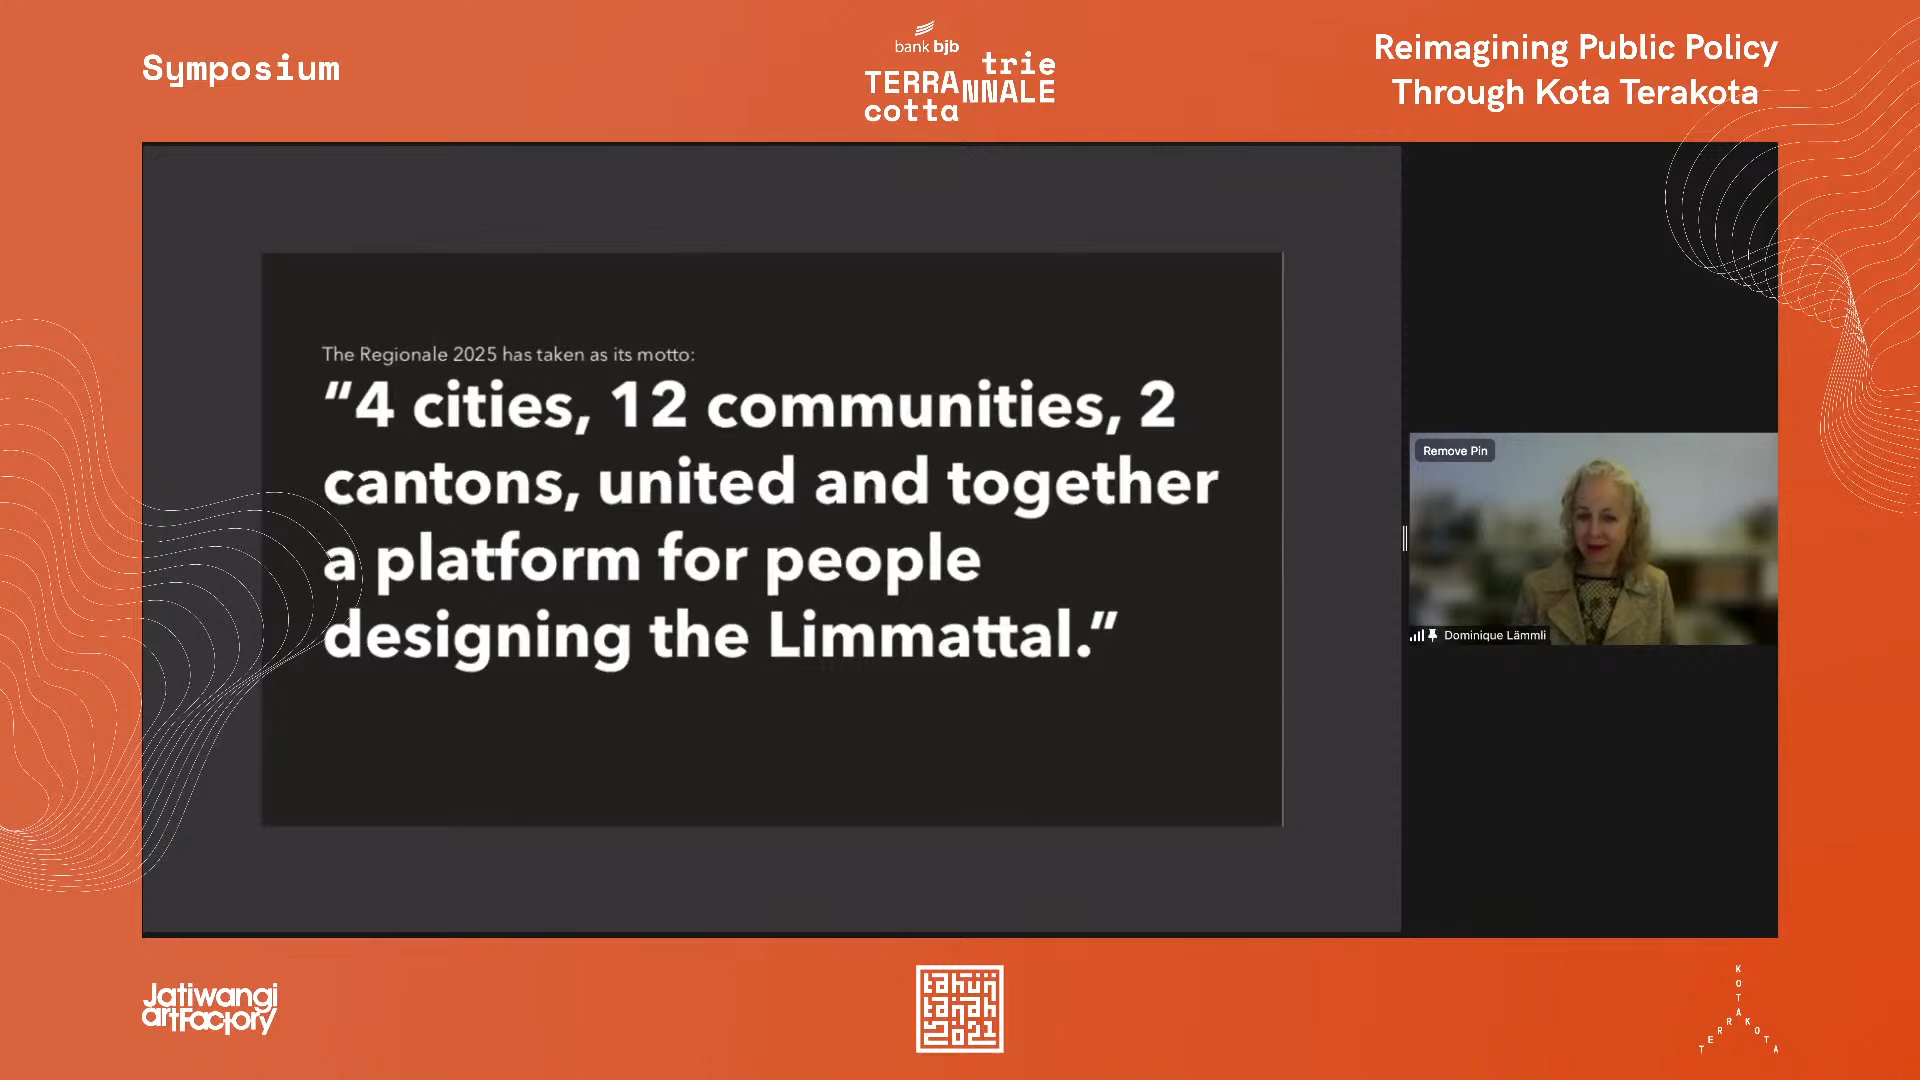 Symposium
bank bjb
trie
TERRA NNALE
cotta
Reimagining Public Policy
Through Kota Terakota
The Regionale 2025 has taken as its motto:
“4 cities, 12 communities, 2
cantons, united and together
a platform for people
designing the Limmattal.”
Remove Pin
Dominique Lämmli
Jatiwangi
artFactory
tahun
tanah
2021
KOTA
TERRAKOTA